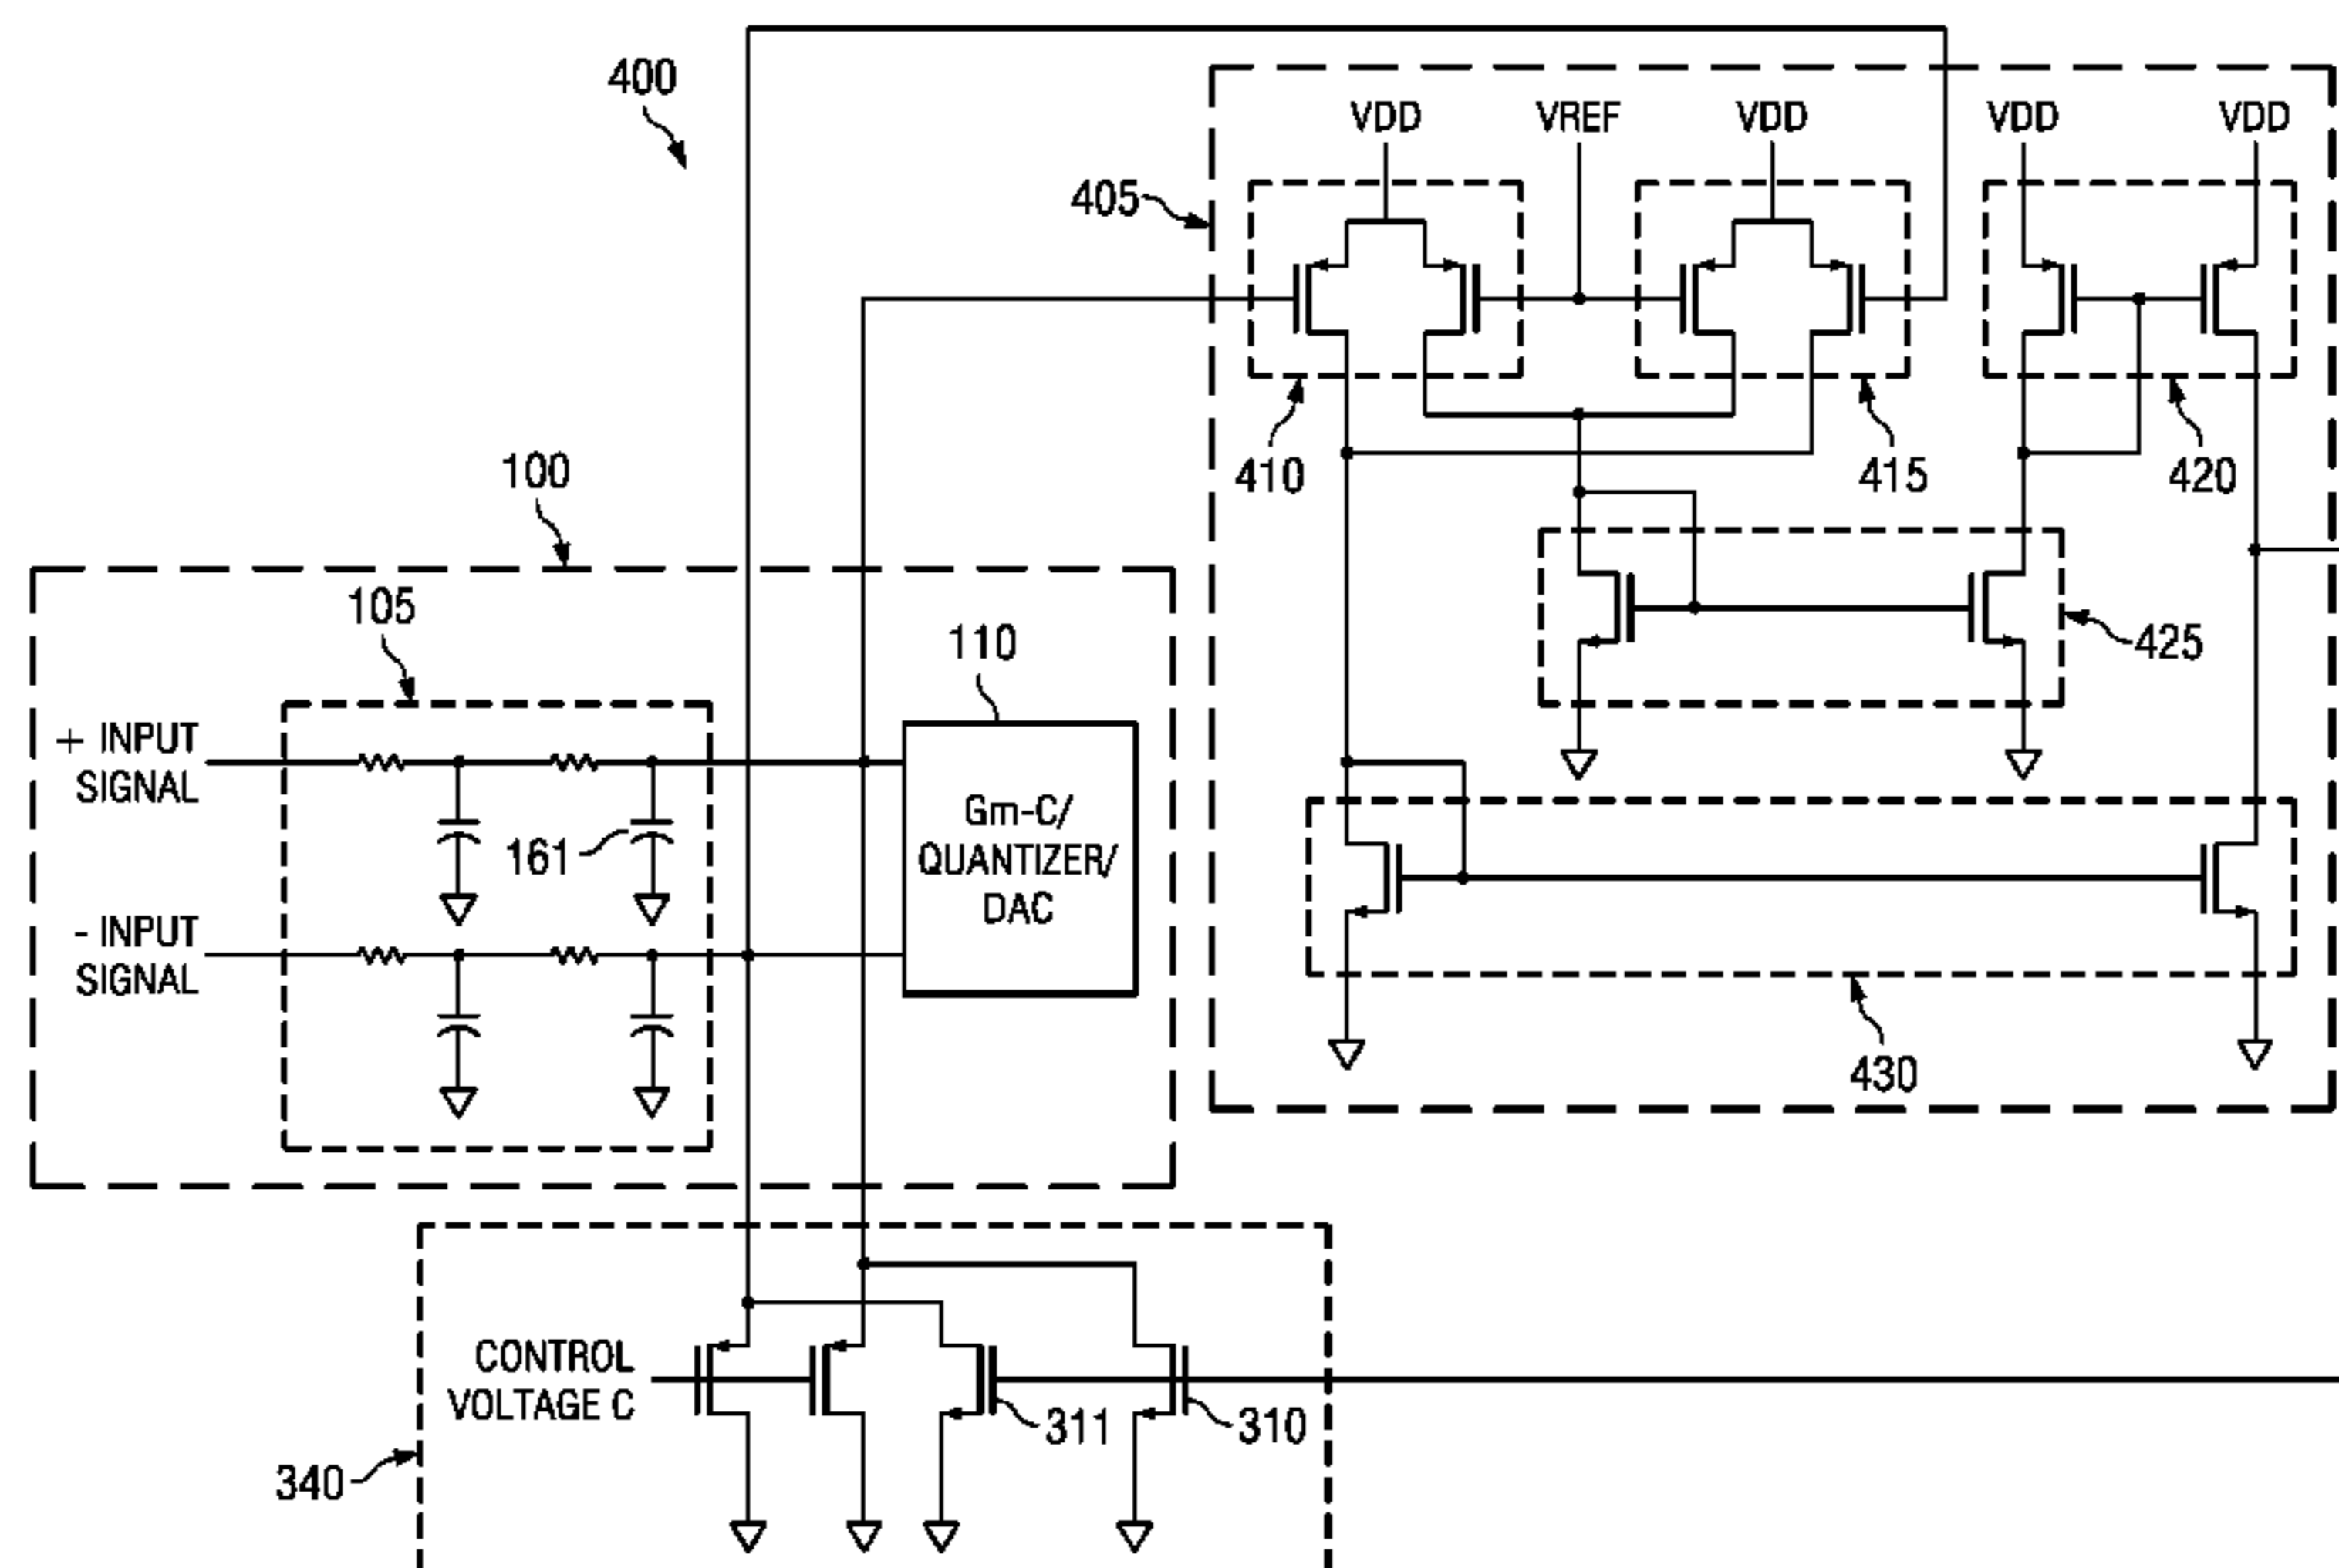 400
VDD
VREF
VDD
VDD
VDD
405
410
415
420
100
425
105
110
+ INPUT
SIGNAL
161
Gm-C/
QUANTIZER/
DAC
- INPUT
SIGNAL
430
CONTROL
VOLTAGE C
311
310
340